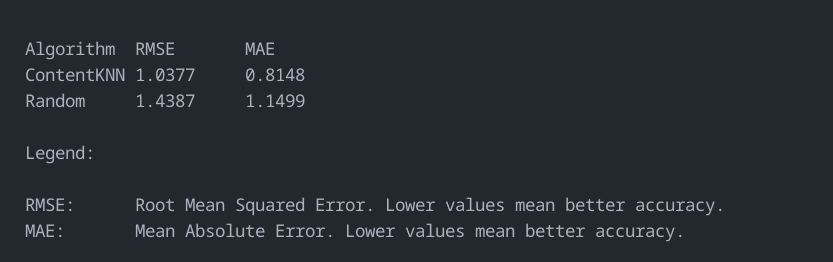 Algorithm  RMSE       MAE
ContentKNN 1.0377     0.8148
Random     1.4387     1.1499
Legend:
RMSE:      Root Mean Squared Error. Lower values mean better accuracy.
MAE:       Mean Absolute Error. Lower values mean better accuracy.